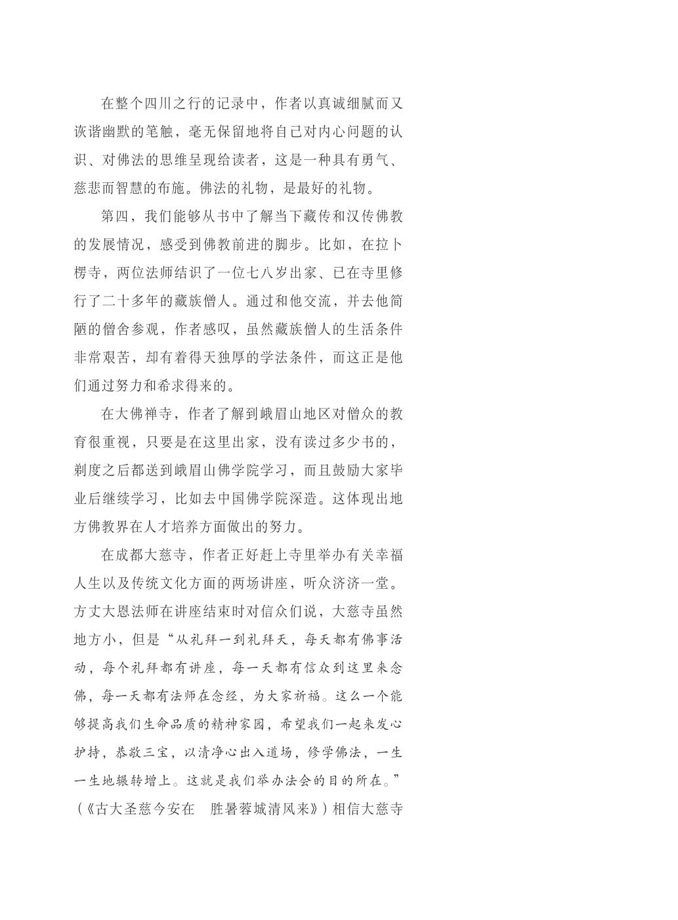 在整个四川之行的记录中，作者以真诚细腻而又
诙谐幽默的笔触，毫无保留地将自己对内心问题的认
识、对佛法的思维呈现给读者，这是一种具有勇气、
慈悲而智慧的布施。佛法的礼物，是最好的礼物。
第四，我们能够从书中了解当下藏传和汉传佛教
的发展情况，感受到佛教前进的脚步。比如，在拉卜
楞寺，两位法师结识了一位七八岁出家、已在寺里修
行了二十多年的藏族僧人。通过和他交流，并去他简
陋的僧舍参观，作者感叹，虽然藏族僧人的生活条件
非常艰苦，却有着得天独厚的学法条件，而这正是他
们通过努力和希求得来的。
在大佛禅寺，作者了解到峨眉山地区对僧众的教
育很重视，只要是在这里出家，没有读过多少书的，
剃度之后都送到峨眉山佛学院学习，而且鼓励大家毕
业后继续学习，比如去中国佛学院深造。这体现出地
方佛教界在人才培养方面做出的努力。
在成都大慈寺，作者正好赶上寺里举办有关幸福
人生以及传统文化方面的两场讲座，听众济济一堂。
方丈大恩法师在讲座结束时对信众们说，大慈寺虽然
地方小，但是“从礼拜一到礼拜天，每天都有佛事活
动，每个礼拜都有讲座，每一天都有信众到这里来念
佛，每一天都有法师在念经，为大家祈福。这么一个能
够提高我们生命品质的精神家园，希望我们一起来发心
护持，恭敬三宝，以清净心出入道场，修学佛法，一生
一生地辗转增上。这就是我们举办法会的目的所在。”
（《古大圣慈今安在　胜暑蓉城清风来》）相信大慈寺